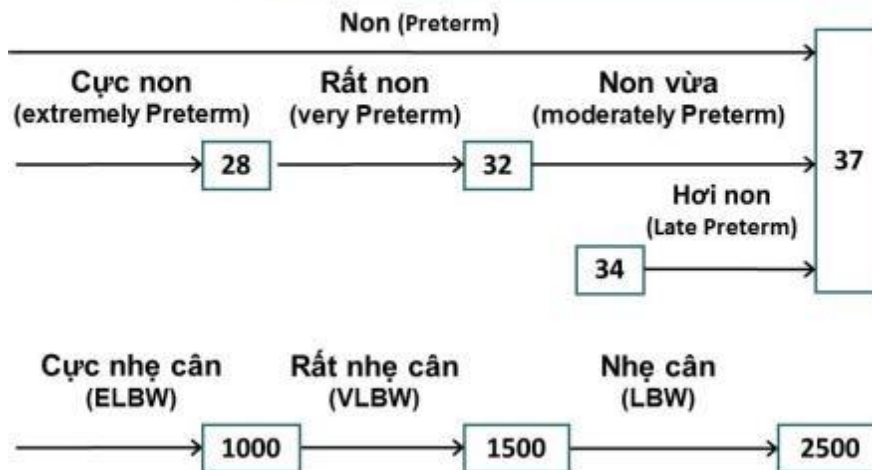 Non (Preterm)
Cực non
(extremely Preterm)
Rất non
(very Preterm)
Non vừa
(moderately Preterm)
28
32
37
Hơi non
(Late Preterm)
34
Cực nhẹ cân
(ELBW)
Rất nhẹ cân
(VLBW)
Nhẹ cân
(LBW)
1000
1500
2500